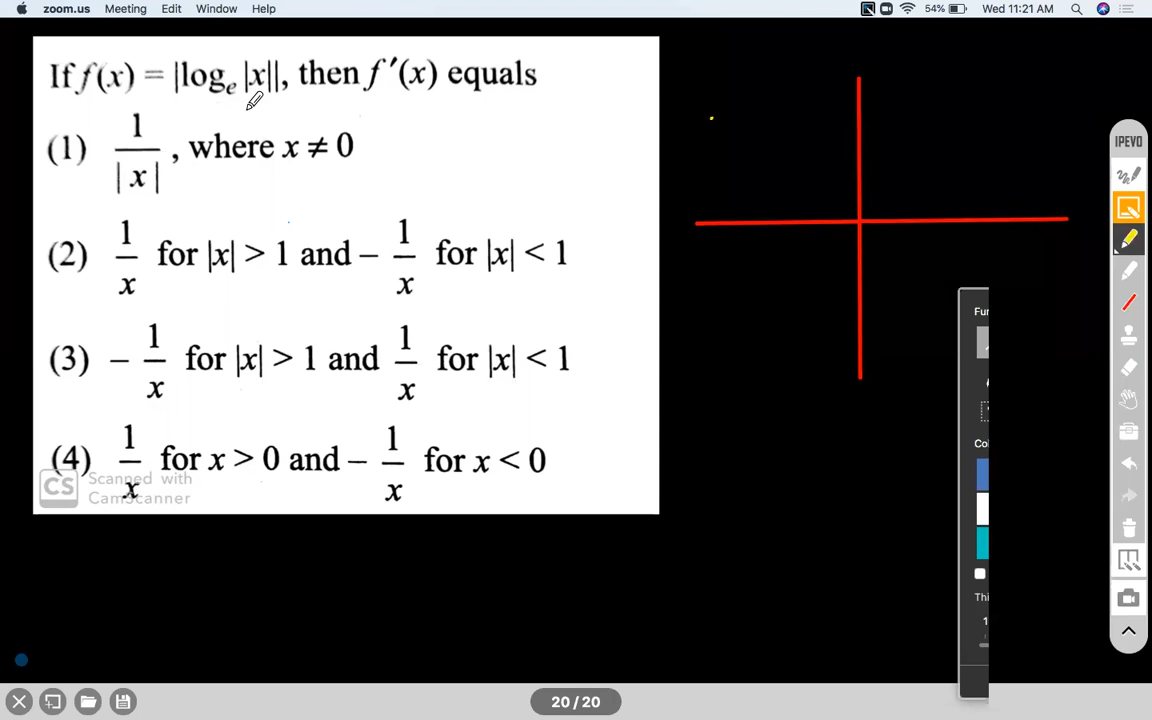 zoom.us Meeting Edit Window Help 54% Wed 11:21 AM
If f(x) = |logₑ |x||, then f ′(x) equals
(1) 1/|x| , where x ≠ 0
(2) 1/x for |x| > 1 and – 1/x for |x| < 1
(3) – 1/x for |x| > 1 and 1/x for |x| < 1
(4) 1/x for x > 0 and – 1/x for x < 0
CS Scanned with
CamScanner
IPEVO
20 / 20